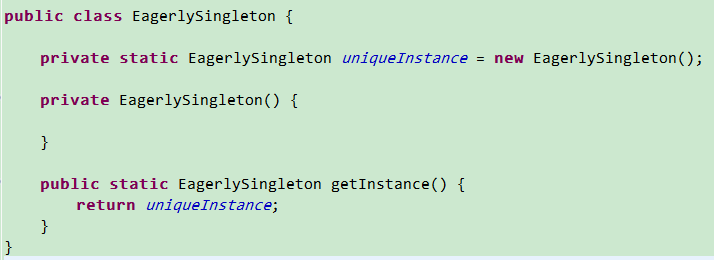 public class EagerlySingleton {
private static EagerlySingleton uniqueInstance = new EagerlySingleton();
private EagerlySingleton() {
}
public static EagerlySingleton getInstance() {
return uniqueInstance;
}
}